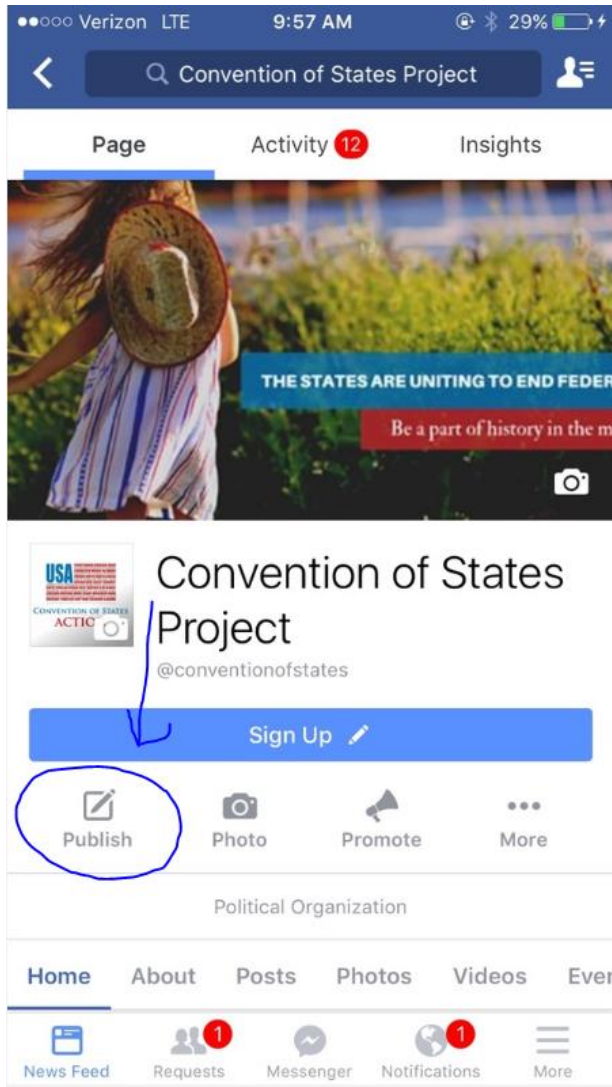 Verizon LTE 9:57 AM 29%
Convention of States Project
Page Activity 12 Insights
THE STATES ARE UNITING TO END FEDER
Be a part of history in the m
USA
CONVENTION OF STATES
ACTIO
Convention of States
Project
@conventionofstates
Sign Up
Publish Photo Promote More
Political Organization
Home About Posts Photos Videos Ever
1 1
News Feed Requests Messenger Notifications More